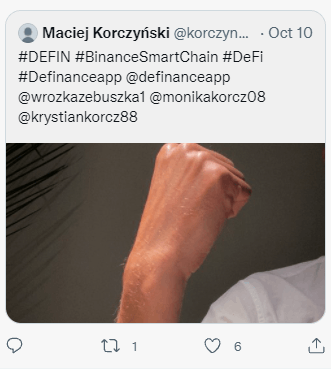 Maciej Korczyński @korczyn... · Oct 10
#DEFIN #BinanceSmartChain #DeFi
#Definanceapp @definanceapp
@wrozkazebuszka1 @monikakorcz08
@krystiankorcz88
1 6